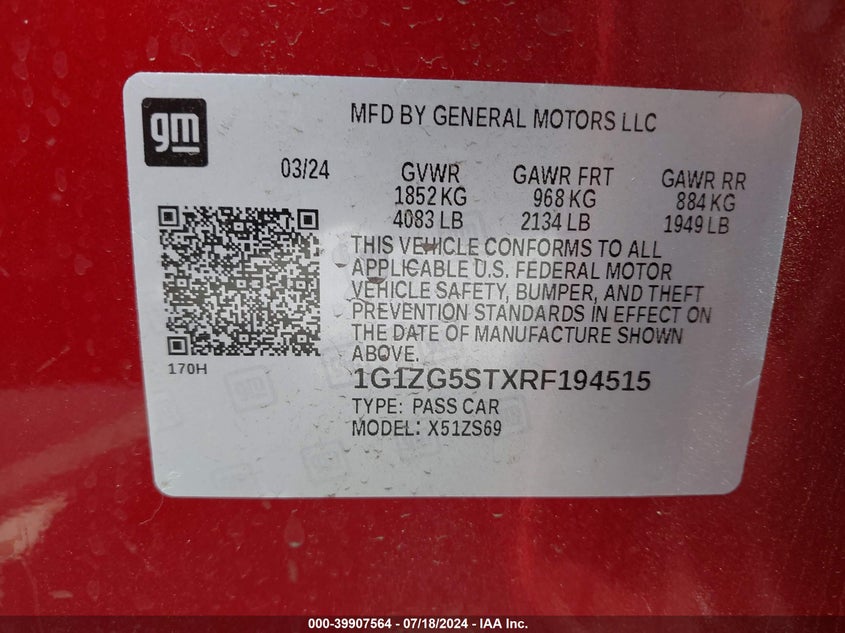 gm
MFD BY GENERAL MOTORS LLC
03/24 GVWR GAWR FRT GAWR RR
1852 KG 968 KG 884 KG
4083 LB 2134 LB 1949 LB
THIS VEHICLE CONFORMS TO ALL
APPLICABLE U.S. FEDERAL MOTOR
VEHICLE SAFETY, BUMPER, AND THEFT
PREVENTION STANDARDS IN EFFECT ON
THE DATE OF MANUFACTURE SHOWN
ABOVE.
170H
1G1ZG5STXRF194515
TYPE: PASS CAR
MODEL: X51ZS69
000-39907564 - 07/18/2024 - IAA Inc.